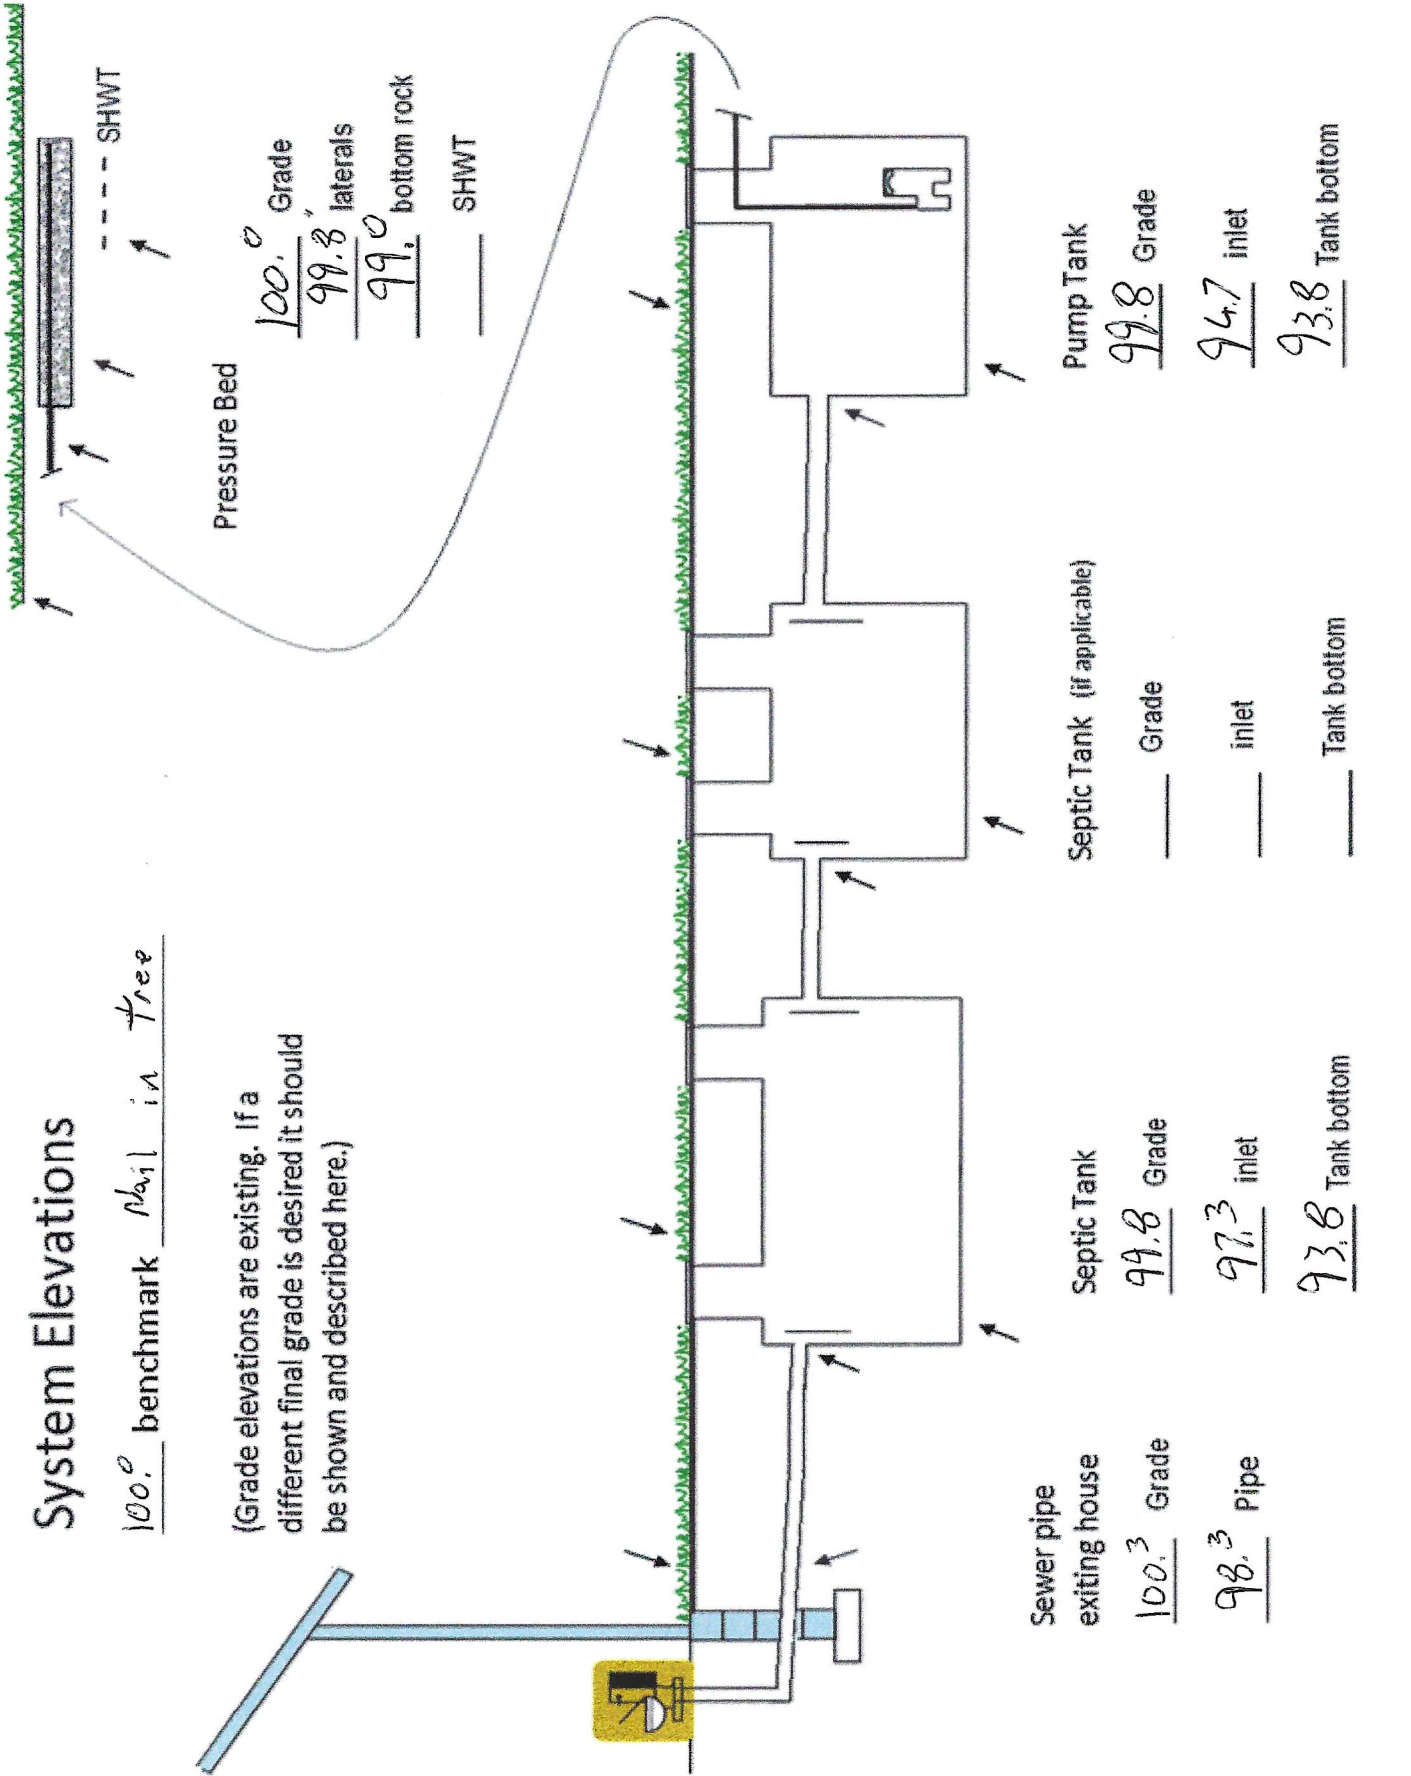 System Elevations
100.0 benchmark Nail in tree
(Grade elevations are existing. If a
different final grade is desired it should
be shown and described here.)
SHWT
Pressure Bed
100.0 Grade
99.8" laterals
99.0 bottom rock
SHWT
Sewer pipe
exiting house
100.3 Grade
98.3 Pipe
Septic Tank
99.8 Grade
97.3 inlet
93.8 Tank bottom
Septic Tank (if applicable)
Grade
inlet
Tank bottom
Pump Tank
99.8 Grade
94.7 inlet
93.8 Tank bottom